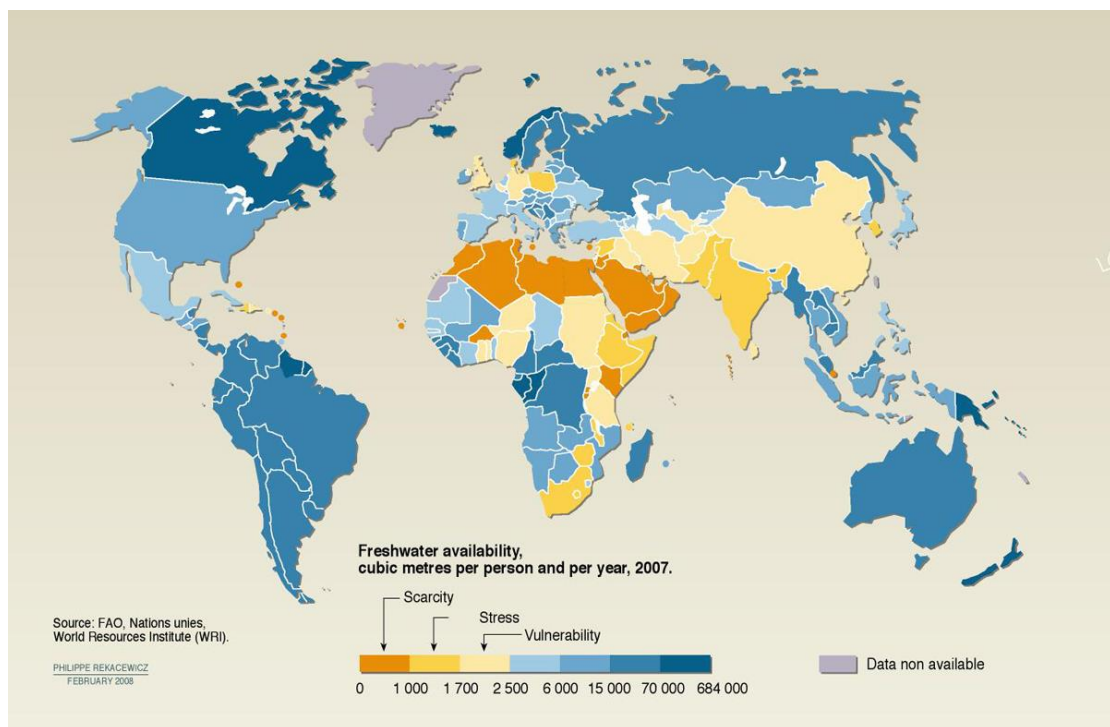 Freshwater availability,
cubic metres per person and per year, 2007.
Scarcity
Stress
Vulnerability
0 1 000 1 700 2 500 6 000 15 000 70 000 684 000
Data non available
Source: FAO, Nations unies,
World Resources Institute (WRI).
PHILIPPE REKACEWICZ
FEBRUARY 2008